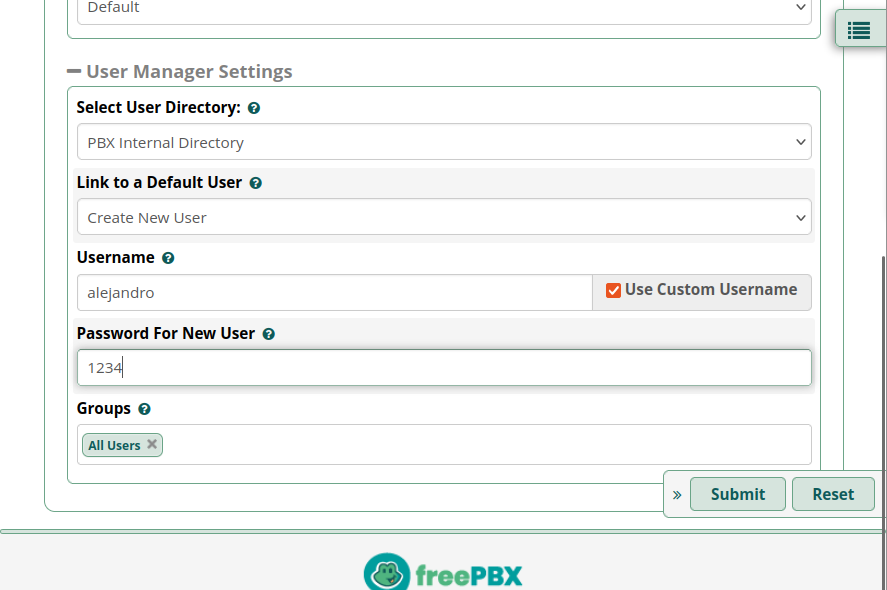 Default
User Manager Settings
Select User Directory:
PBX Internal Directory
Link to a Default User
Create New User
Username
alejandro
Use Custom Username
Password For New User
1234
Groups
All Users
» Submit Reset
freePBX